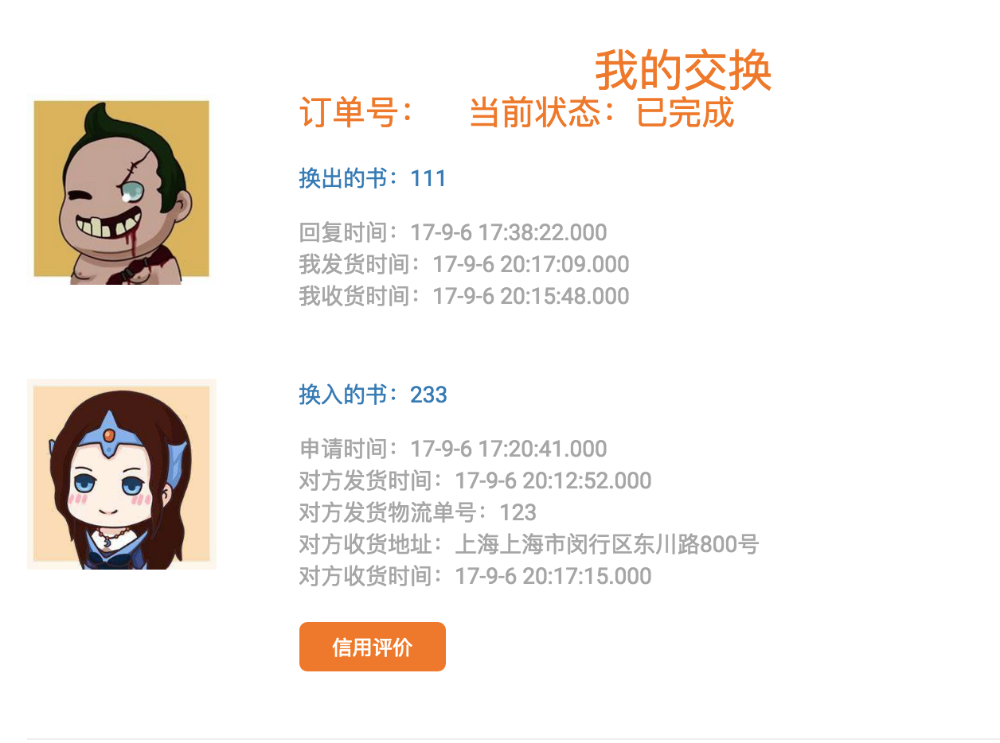 我的交换
订单号： 当前状态：已完成
换出的书：111
回复时间：17-9-6 17:38:22.000
我发货时间：17-9-6 20:17:09.000
我收货时间：17-9-6 20:15:48.000
换入的书：233
申请时间：17-9-6 17:20:41.000
对方发货时间：17-9-6 20:12:52.000
对方发货物流单号：123
对方收货地址：上海上海市闵行区东川路800号
对方收货时间：17-9-6 20:17:15.000
信用评价